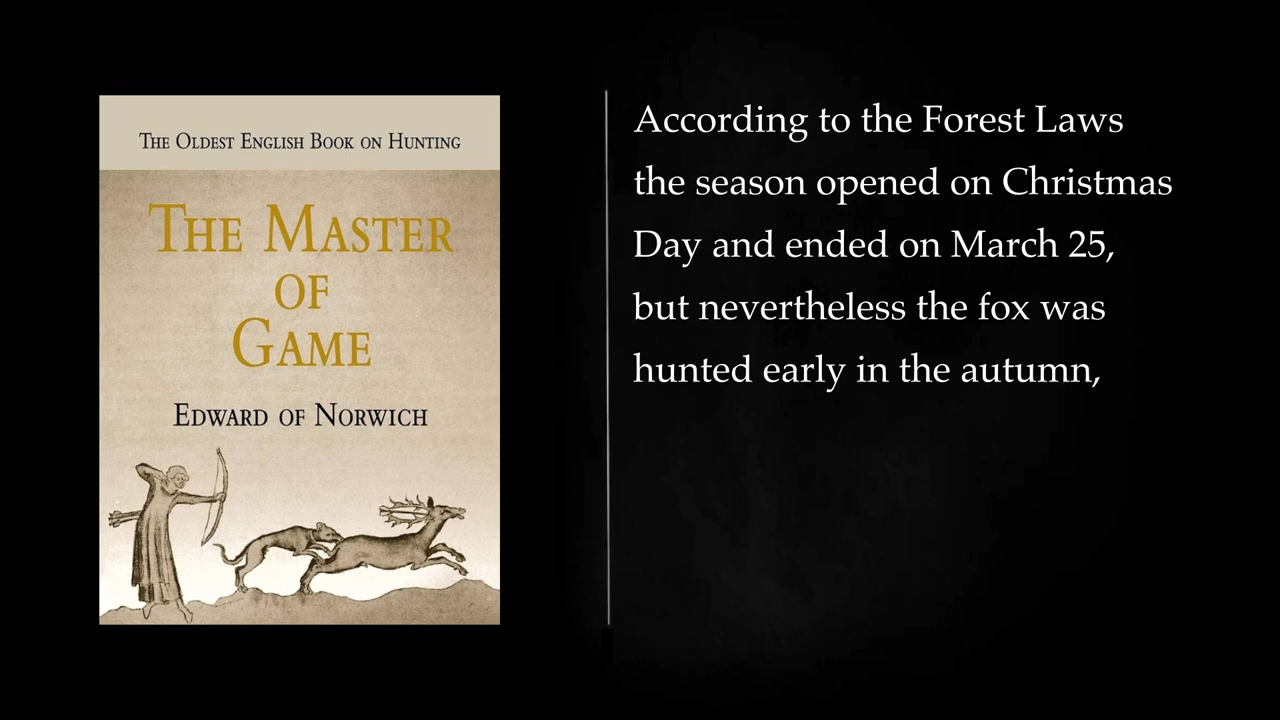 The Oldest English Book on Hunting
The Master
of
Game
Edward of Norwich
According to the Forest Laws
the season opened on Christmas
Day and ended on March 25,
but nevertheless the fox was
hunted early in the autumn,